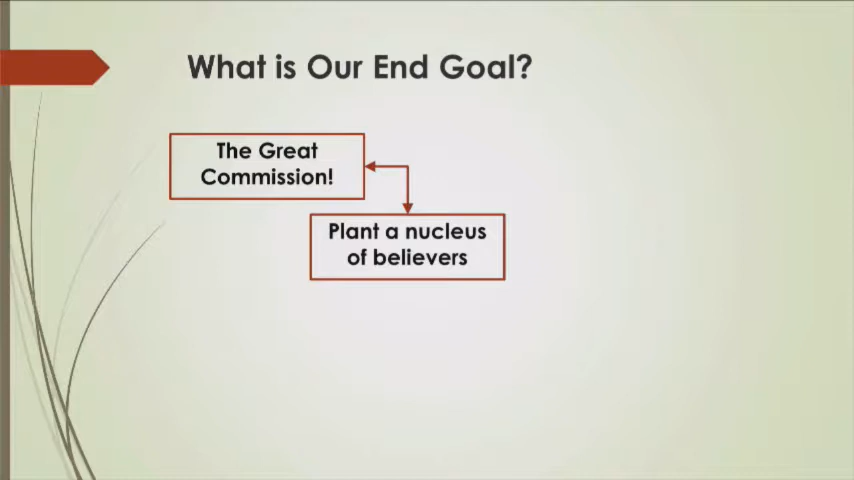 What is Our End Goal?
The Great
Commission!
Plant a nucleus
of believers